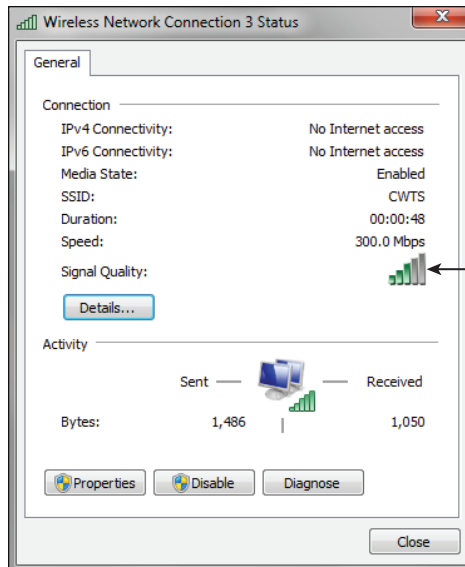 Wireless Network Connection 3 Status
General
Connection
IPv4 Connectivity: No Internet access
IPv6 Connectivity: No Internet access
Media State: Enabled
SSID: CWTS
Duration: 00:00:48
Speed: 300.0 Mbps
Signal Quality:
Details...
Activity
Sent Received
Bytes: 1,486 1,050
Properties Disable Diagnose
Close